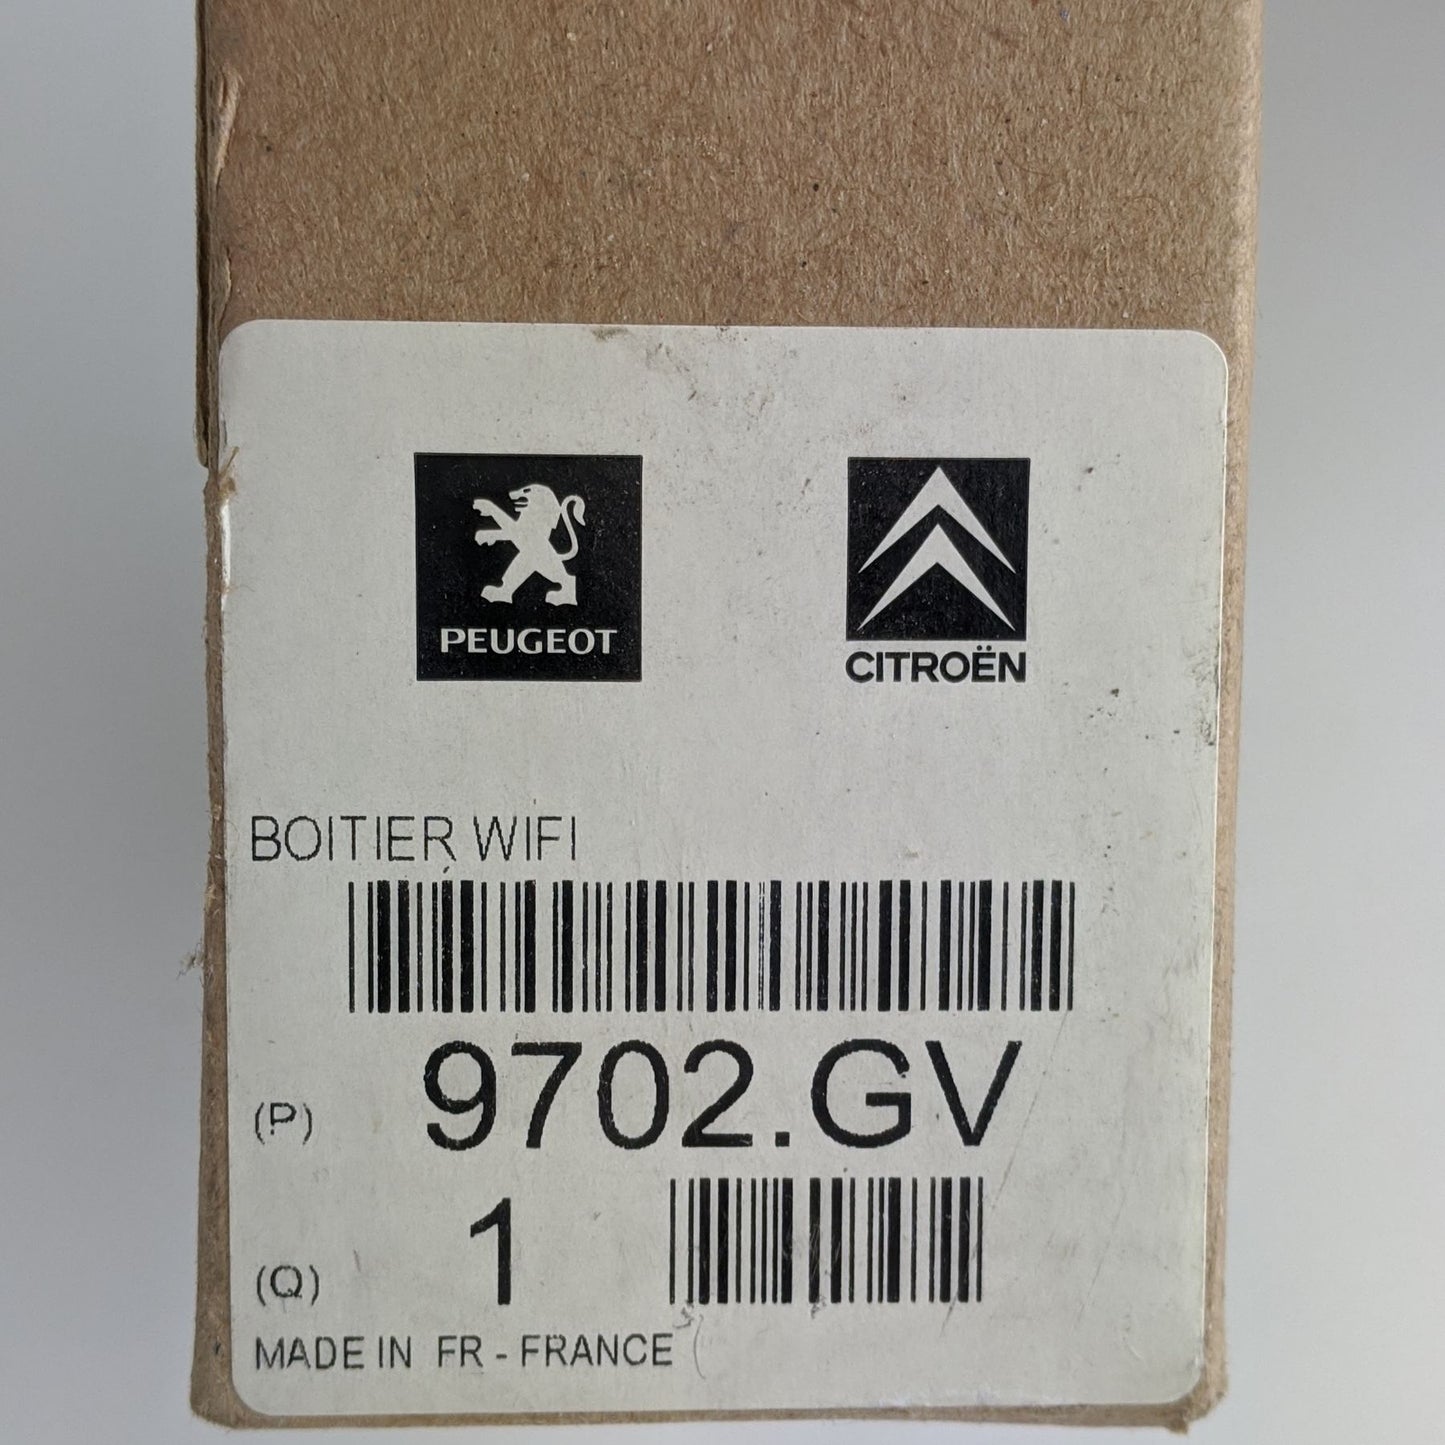 PEUGEOT
CITROËN
BOITIER WIFI
(P) 9702.GV
(Q) 1
MADE IN FR - FRANCE